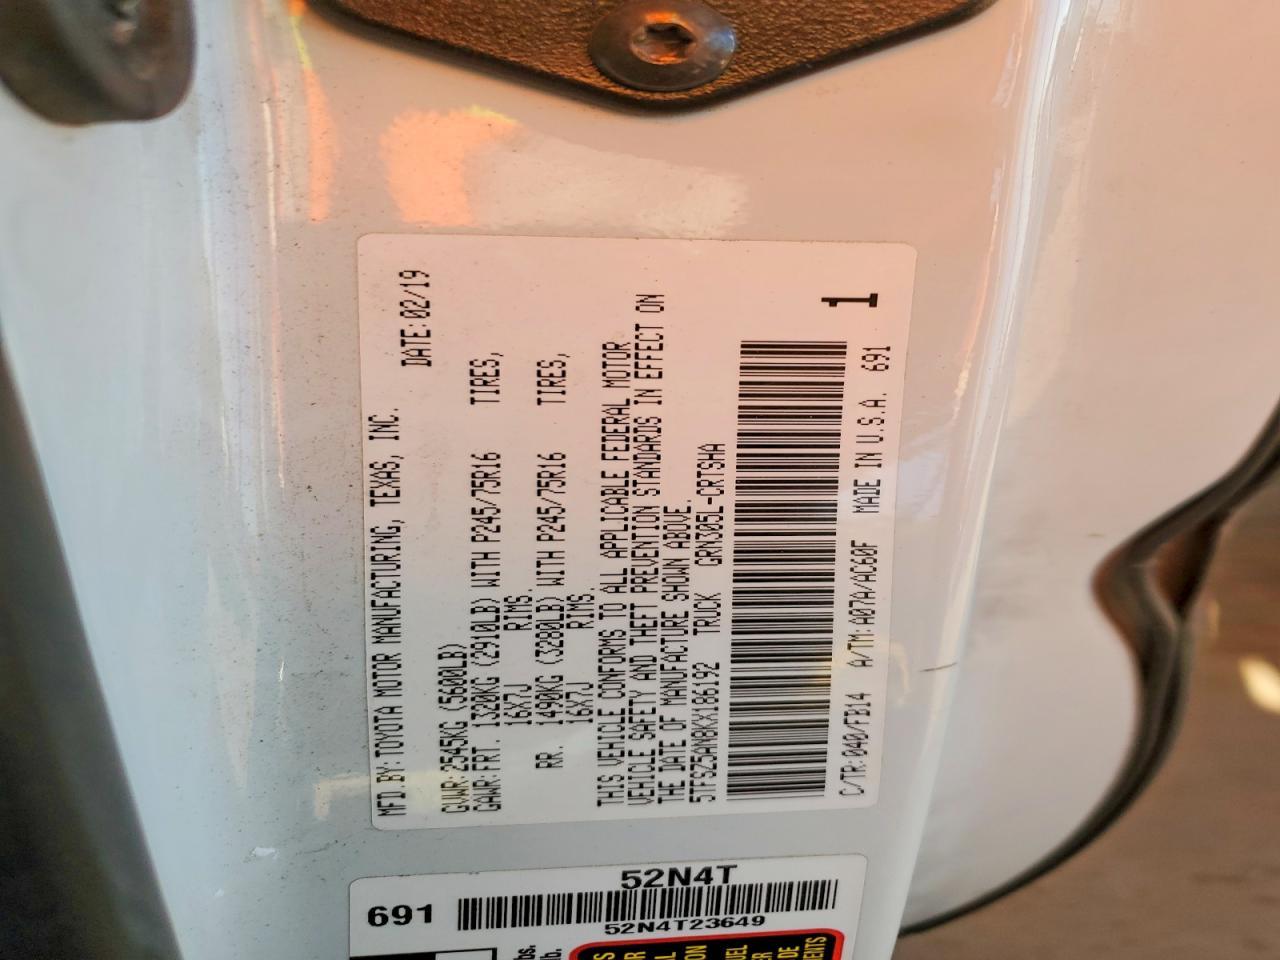 MFD.BY:TOYOTA MOTOR MANUFACTURING, TEXAS, INC.
DATE:02/19
GVWR:2545KG (5600LB)
GAWR:FRT. 1320KG (2910LB) WITH P245/75R16 TIRES,
16X7J RIMS.
RR. 1490KG (3280LB) WITH P245/75R16 TIRES,
16X7J RIMS.
THIS VEHICLE CONFORMS TO ALL APPLICABLE FEDERAL MOTOR
VEHICLE SAFETY AND THEFT PREVENTION STANDARDS IN EFFECT ON
THE DATE OF MANUFACTURE SHOWN ABOVE.
5TFSZ5AN8KX186192 TRUCK GRN305L-CRTSHA
1
C/TR:040/FB14 A/TM:A07A/AC60F MADE IN U.S.A. 691
52N4T
691
52N4T23649